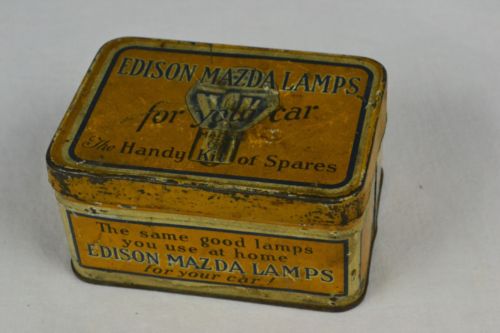 EDISON MAZDA LAMPS
for your car
MAZDA
The Handy Kit of Spares
The same good lamps
you use at home
EDISON MAZDA LAMPS
for your car!